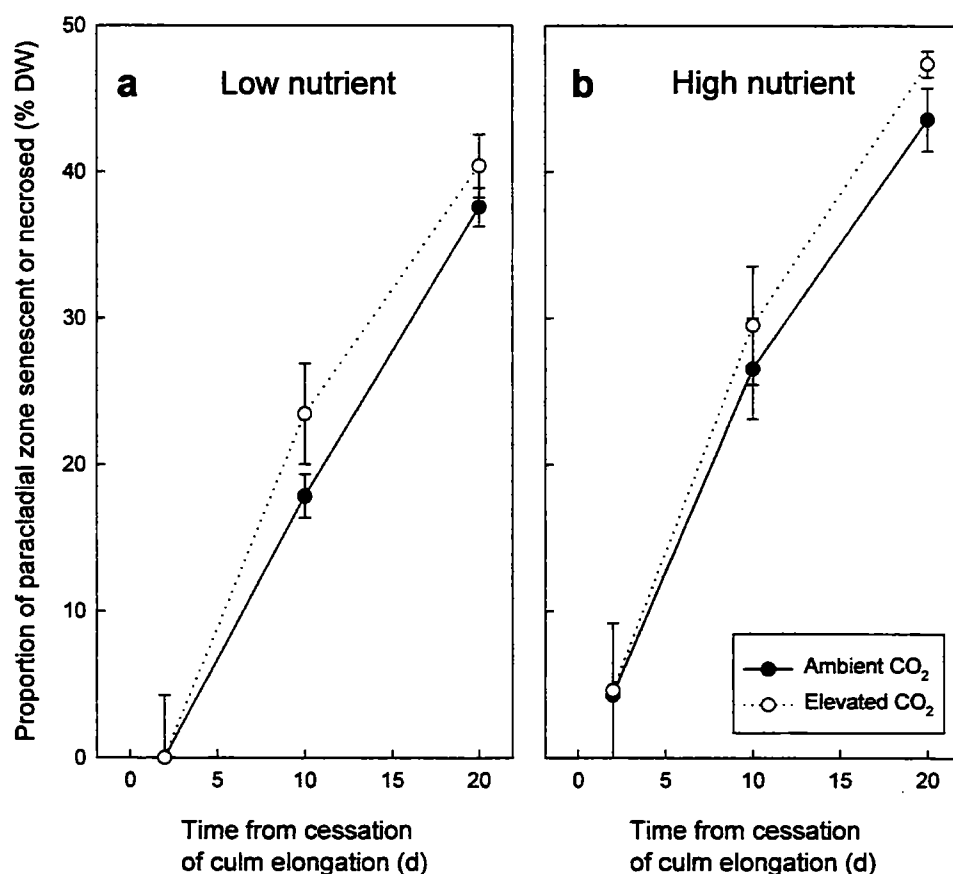 Proportion of paracladial zone senescent or necrosed (% DW)
50
40
30
20
10
0
a
Low nutrient
b
High nutrient
Ambient CO₂
Elevated CO₂
0 5 10 15 20
0 5 10 15 20
Time from cessation
of culm elongation (d)
Time from cessation
of culm elongation (d)